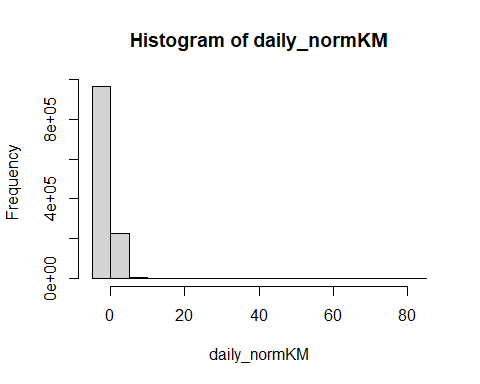 Histogram of daily_normKM
Frequency
8e+05
4e+05
0e+00
0 20 40 60 80
daily_normKM